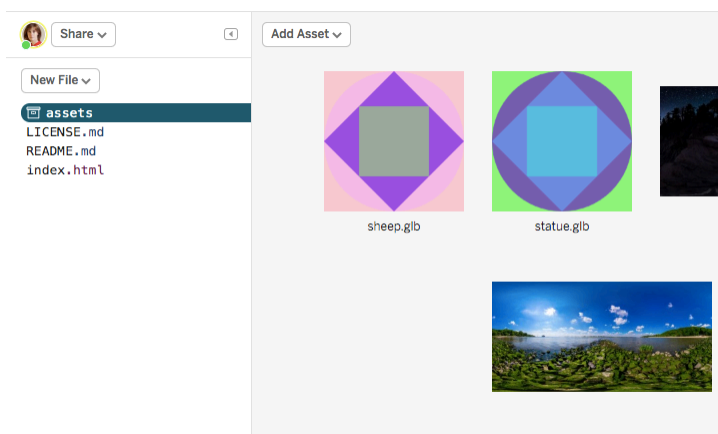 Share
Add Asset
New File
assets
LICENSE.md
README.md
index.html
sheep.glb
statue.glb